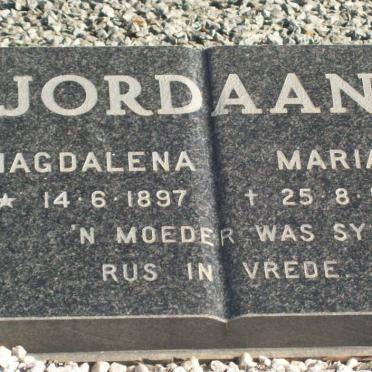 JORDAAN
MAGDALENA MARIA
★ 14·6·1897 ✝ 25·8·
'N MOEDER WAS SY
RUS IN VREDE.